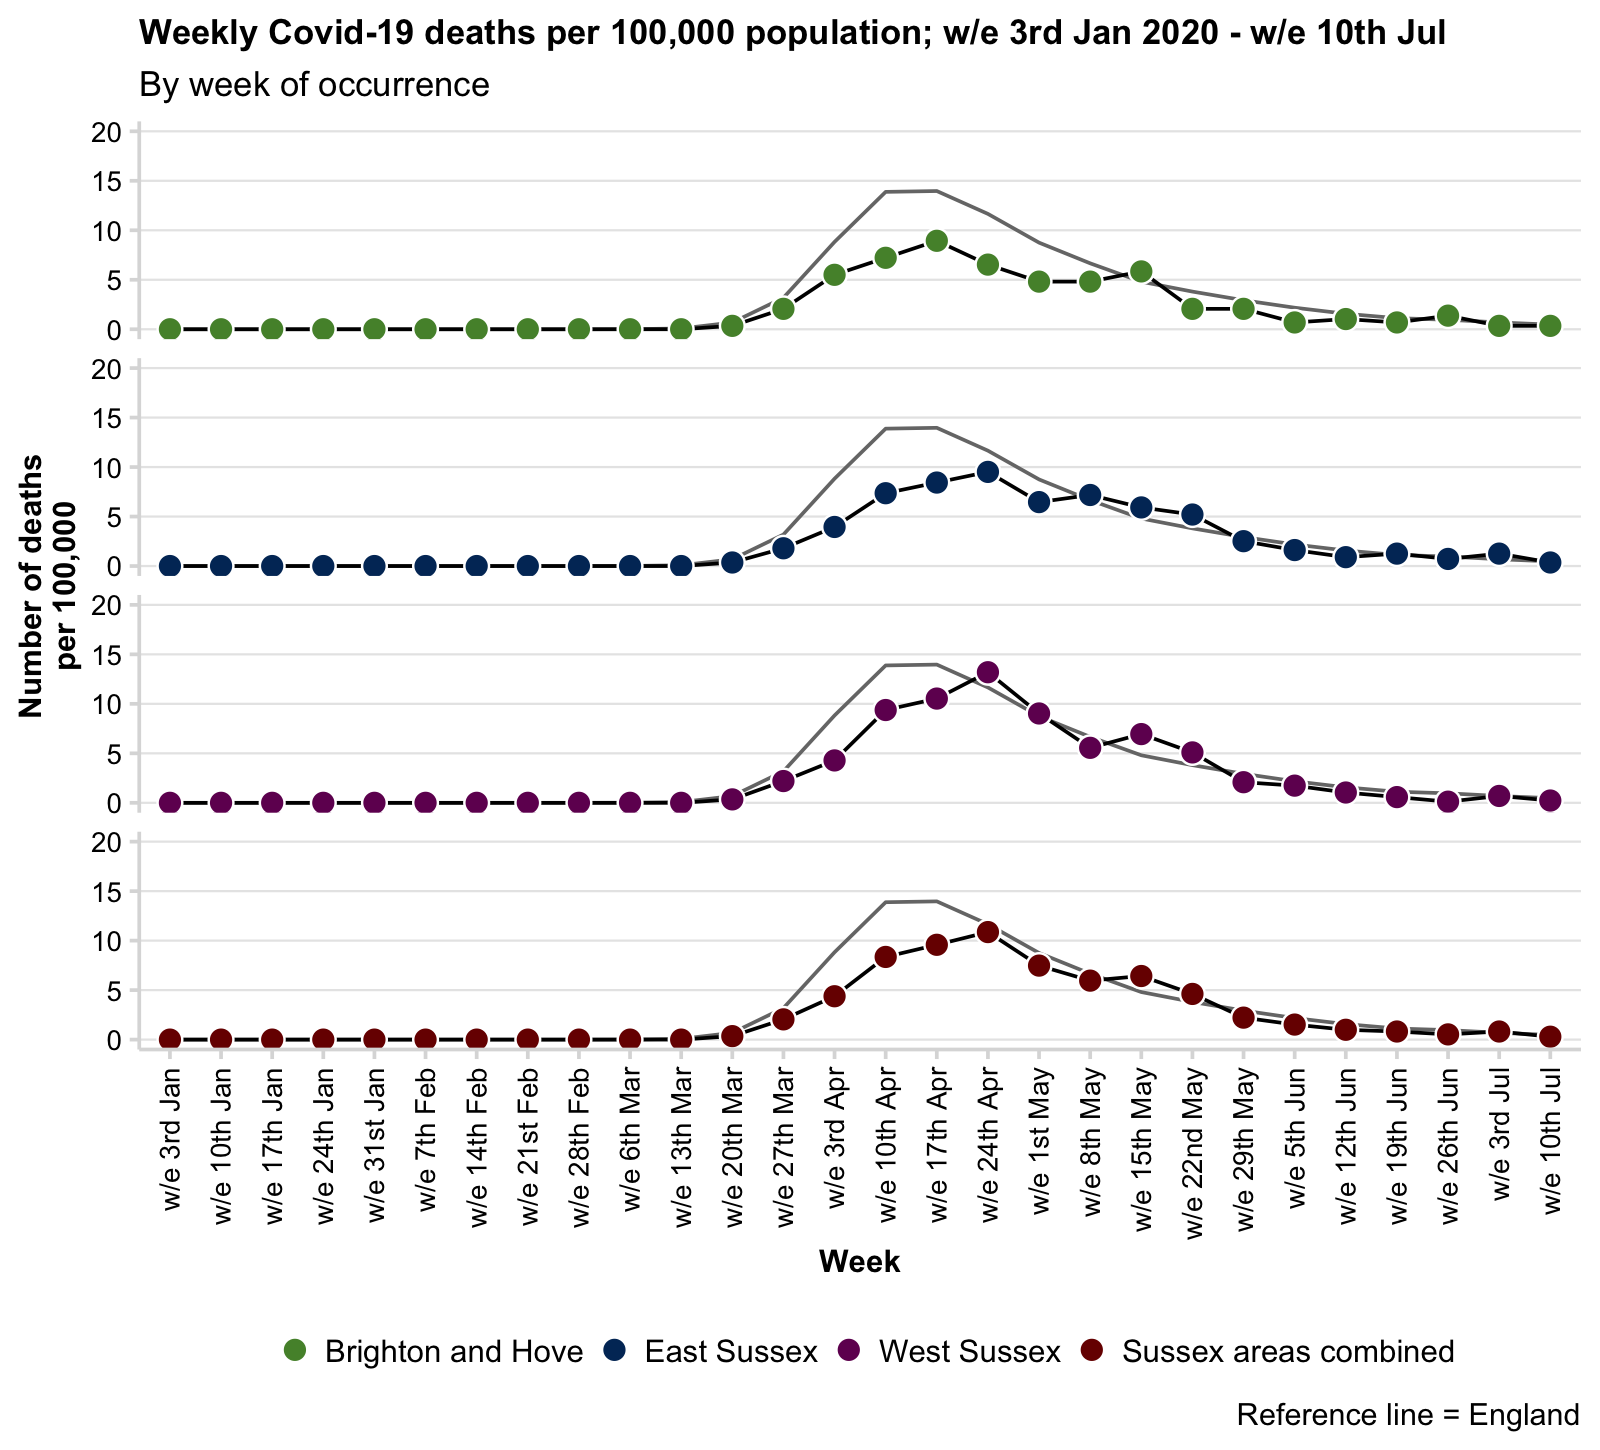 Weekly Covid-19 deaths per 100,000 population; w/e 3rd Jan 2020 - w/e 10th Jul
By week of occurrence
Number of deaths
per 100,000
20
15
10
5
0
20
15
10
5
0
20
15
10
5
0
20
15
10
5
0
w/e 3rd Jan
w/e 10th Jan
w/e 17th Jan
w/e 24th Jan
w/e 31st Jan
w/e 7th Feb
w/e 14th Feb
w/e 21st Feb
w/e 28th Feb
w/e 6th Mar
w/e 13th Mar
w/e 20th Mar
w/e 27th Mar
w/e 3rd Apr
w/e 10th Apr
w/e 17th Apr
w/e 24th Apr
w/e 1st May
w/e 8th May
w/e 15th May
w/e 22nd May
w/e 29th May
w/e 5th Jun
w/e 12th Jun
w/e 19th Jun
w/e 26th Jun
w/e 3rd Jul
w/e 10th Jul
Week
Brighton and Hove East Sussex West Sussex Sussex areas combined
Reference line = England